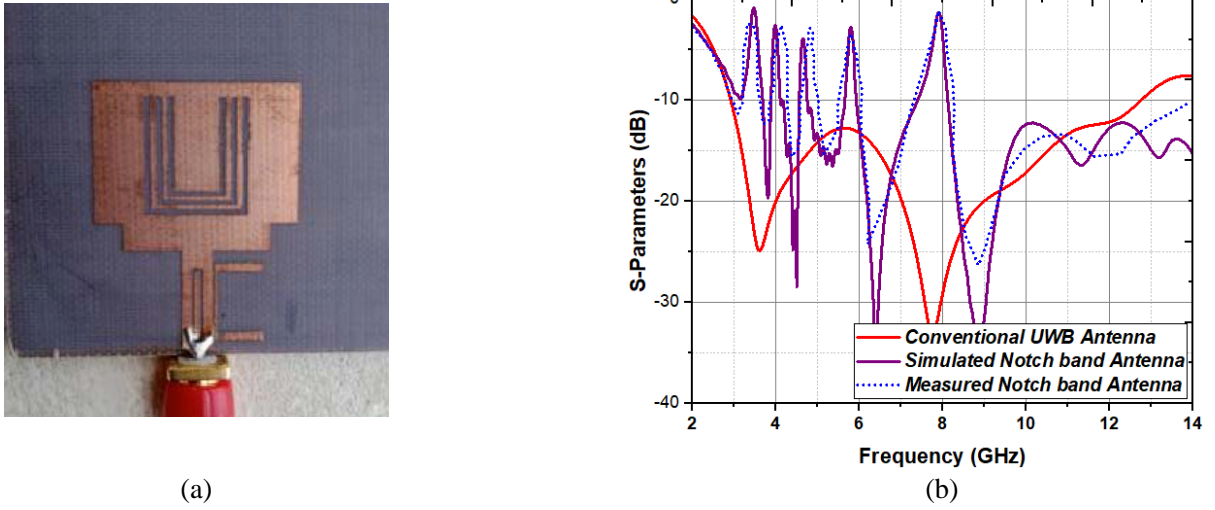 -10
-20
-30
-40
S-Parameters (dB)
Conventional UWB Antenna
Simulated Notch band Antenna
Measured Notch band Antenna
2 4 6 8 10 12 14
Frequency (GHz)
(a) (b)